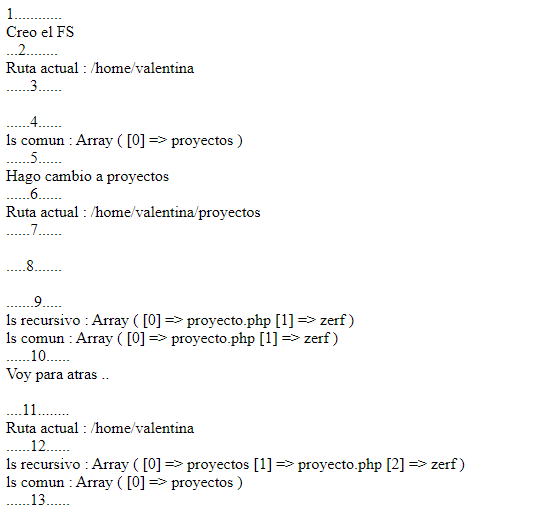 1............
Creo el FS
...2........
Ruta actual : /home/valentina
......3......
......4......
ls comun : Array ( [0] => proyectos )
......5......
Hago cambio a proyectos
......6......
Ruta actual : /home/valentina/proyectos
......7......
.....8.......
.......9.....
ls recursivo : Array ( [0] => proyecto.php [1] => zerf )
ls comun : Array ( [0] => proyecto.php [1] => zerf )
......10......
Voy para atras ..
....11........
Ruta actual : /home/valentina
......12......
ls recursivo : Array ( [0] => proyectos [1] => proyecto.php [2] => zerf )
ls comun : Array ( [0] => proyectos )
......13......